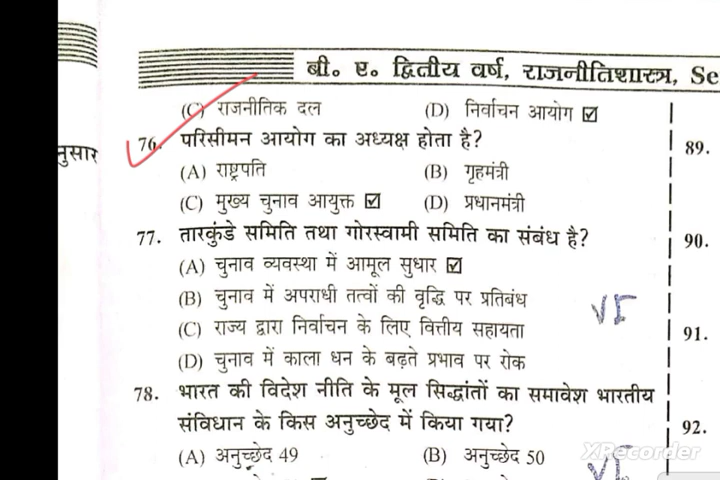 बी० ए० द्वितीय वर्ष, राजनीतिशास्त्र, Se
(C) राजनीतिक दल (D) निर्वाचन आयोग ☑
नुसार
76. परिसीमन आयोग का अध्यक्ष होता है?
89.
(A) राष्ट्रपति (B) गृहमंत्री
(C) मुख्य चुनाव आयुक्त ☑ (D) प्रधानमंत्री
77. तारकुंडे समिति तथा गोरस्वामी समिति का संबंध है?
90.
(A) चुनाव व्यवस्था में आमूल सुधार ☑
(B) चुनाव में अपराधी तत्वों की वृद्धि पर प्रतिबंध
VI
(C) राज्य द्वारा निर्वाचन के लिए वित्तीय सहायता
91.
(D) चुनाव में काला धन के बढ़ते प्रभाव पर रोक
78. भारत की विदेश नीति के मूल सिद्धांतों का समावेश भारतीय
संविधान के किस अनुच्छेद में किया गया?
92.
(A) अनुच्छेद 49 (B) अनुच्छेद 50
XRecorder
VI